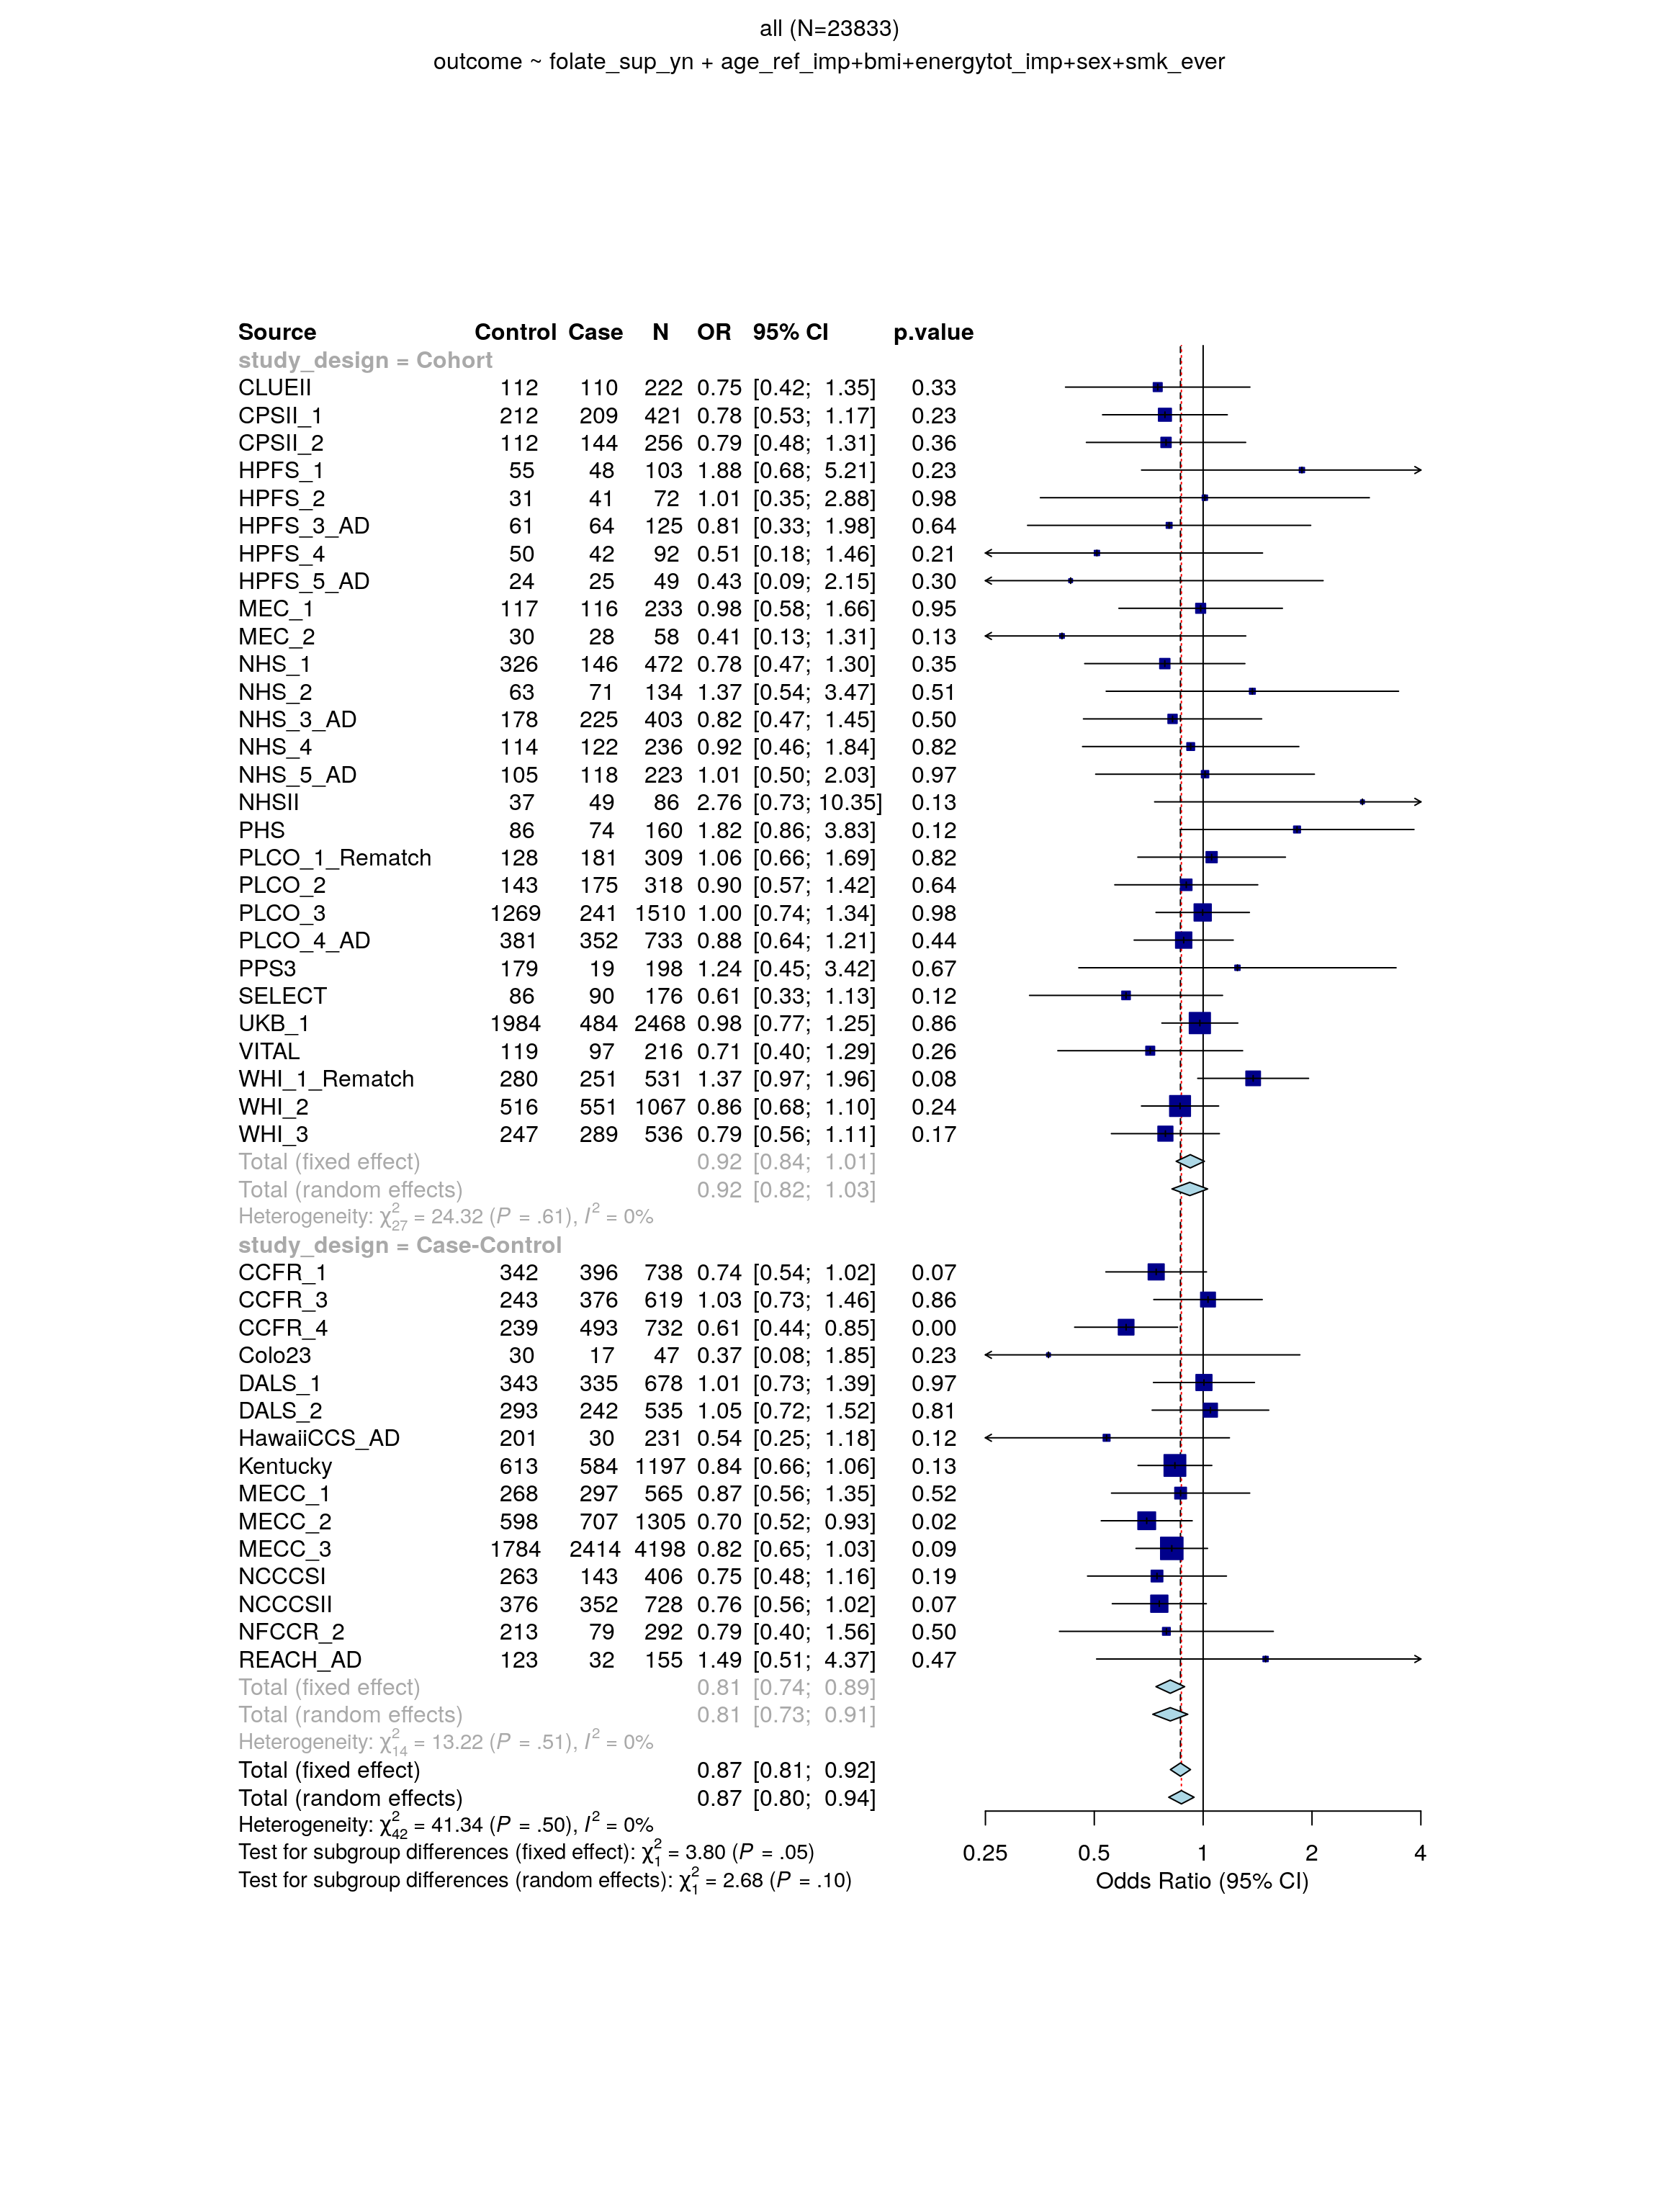 all (N=23833)
outcome ~ folate_sup_yn + age_ref_imp+bmi+energytot_imp+sex+smk_ever
Source Control Case N OR 95% CI p.value
study_design = Cohort
CLUEII 112 110 222 0.75 [0.42; 1.35] 0.33
CPSII_1 212 209 421 0.78 [0.53; 1.17] 0.23
CPSII_2 112 144 256 0.79 [0.48; 1.31] 0.36
HPFS_1 55 48 103 1.88 [0.68; 5.21] 0.23
HPFS_2 31 41 72 1.01 [0.35; 2.88] 0.98
HPFS_3_AD 61 64 125 0.81 [0.33; 1.98] 0.64
HPFS_4 50 42 92 0.51 [0.18; 1.46] 0.21
HPFS_5_AD 24 25 49 0.43 [0.09; 2.15] 0.30
MEC_1 117 116 233 0.98 [0.58; 1.66] 0.95
MEC_2 30 28 58 0.41 [0.13; 1.31] 0.13
NHS_1 326 146 472 0.78 [0.47; 1.30] 0.35
NHS_2 63 71 134 1.37 [0.54; 3.47] 0.51
NHS_3_AD 178 225 403 0.82 [0.47; 1.45] 0.50
NHS_4 114 122 236 0.92 [0.46; 1.84] 0.82
NHS_5_AD 105 118 223 1.01 [0.50; 2.03] 0.97
NHSII 37 49 86 2.76 [0.73; 10.35] 0.13
PHS 86 74 160 1.82 [0.86; 3.83] 0.12
PLCO_1_Rematch 128 181 309 1.06 [0.66; 1.69] 0.82
PLCO_2 143 175 318 0.90 [0.57; 1.42] 0.64
PLCO_3 1269 241 1510 1.00 [0.74; 1.34] 0.98
PLCO_4_AD 381 352 733 0.88 [0.64; 1.21] 0.44
PPS3 179 19 198 1.24 [0.45; 3.42] 0.67
SELECT 86 90 176 0.61 [0.33; 1.13] 0.12
UKB_1 1984 484 2468 0.98 [0.77; 1.25] 0.86
VITAL 119 97 216 0.71 [0.40; 1.29] 0.26
WHI_1_Rematch 280 251 531 1.37 [0.97; 1.96] 0.08
WHI_2 516 551 1067 0.86 [0.68; 1.10] 0.24
WHI_3 247 289 536 0.79 [0.56; 1.11] 0.17
Total (fixed effect) 0.92 [0.84; 1.01]
Total (random effects) 0.92 [0.82; 1.03]
Heterogeneity: χ²₂₇ = 24.32 (P = .61), I² = 0%
study_design = Case-Control
CCFR_1 342 396 738 0.74 [0.54; 1.02] 0.07
CCFR_3 243 376 619 1.03 [0.73; 1.46] 0.86
CCFR_4 239 493 732 0.61 [0.44; 0.85] 0.00
Colo23 30 17 47 0.37 [0.08; 1.85] 0.23
DALS_1 343 335 678 1.01 [0.73; 1.39] 0.97
DALS_2 293 242 535 1.05 [0.72; 1.52] 0.81
HawaiiCCS_AD 201 30 231 0.54 [0.25; 1.18] 0.12
Kentucky 613 584 1197 0.84 [0.66; 1.06] 0.13
MECC_1 268 297 565 0.87 [0.56; 1.35] 0.52
MECC_2 598 707 1305 0.70 [0.52; 0.93] 0.02
MECC_3 1784 2414 4198 0.82 [0.65; 1.03] 0.09
NCCCSI 263 143 406 0.75 [0.48; 1.16] 0.19
NCCCSII 376 352 728 0.76 [0.56; 1.02] 0.07
NFCCR_2 213 79 292 0.79 [0.40; 1.56] 0.50
REACH_AD 123 32 155 1.49 [0.51; 4.37] 0.47
Total (fixed effect) 0.81 [0.74; 0.89]
Total (random effects) 0.81 [0.73; 0.91]
Heterogeneity: χ²₁₄ = 13.22 (P = .51), I² = 0%
Total (fixed effect) 0.87 [0.81; 0.92]
Total (random effects) 0.87 [0.80; 0.94]
Heterogeneity: χ²₄₂ = 41.34 (P = .50), I² = 0%
Test for subgroup differences (fixed effect): χ²₁ = 3.80 (P = .05)
Test for subgroup differences (random effects): χ²₁ = 2.68 (P = .10)
0.25 0.5 1 2 4
Odds Ratio (95% CI)